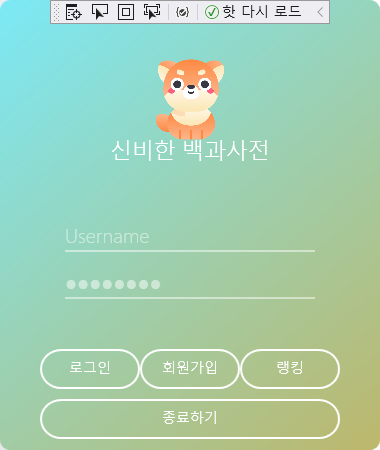 핫 다시 로드
신비한 백과사전
Username
●●●●●●●●
로그인 회원가입 랭킹
종료하기